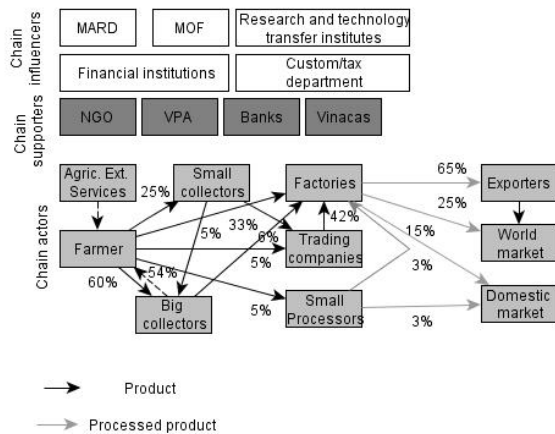 Chain
influencers
MARD
MOF
Research and technology
transfer institutes
Financial institutions
Custom/tax
department
Chain
supporters
NGO
VPA
Banks
Vinacas
Chain actors
Agric. Ext.
Services
Small
collectors
Factories
Exporters
65%
25%
25%
33%
42%
15%
5%
6%
Farmer
Trading
companies
World
market
5%
3%
54%
60%
Big
collectors
5%
Small
Processors
3%
Domestic
market
Product
Processed product